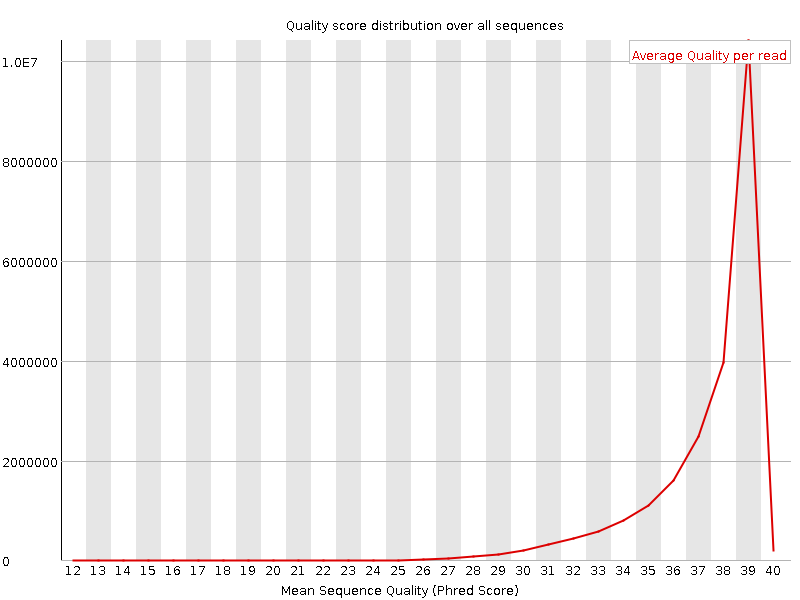 Quality score distribution over all sequences
Average Quality per read
1.0E7
8000000
6000000
4000000
2000000
0
12 13 14 15 16 17 18 19 20 21 22 23 24 25 26 27 28 29 30 31 32 33 34 35 36 37 38 39 40
Mean Sequence Quality (Phred Score)